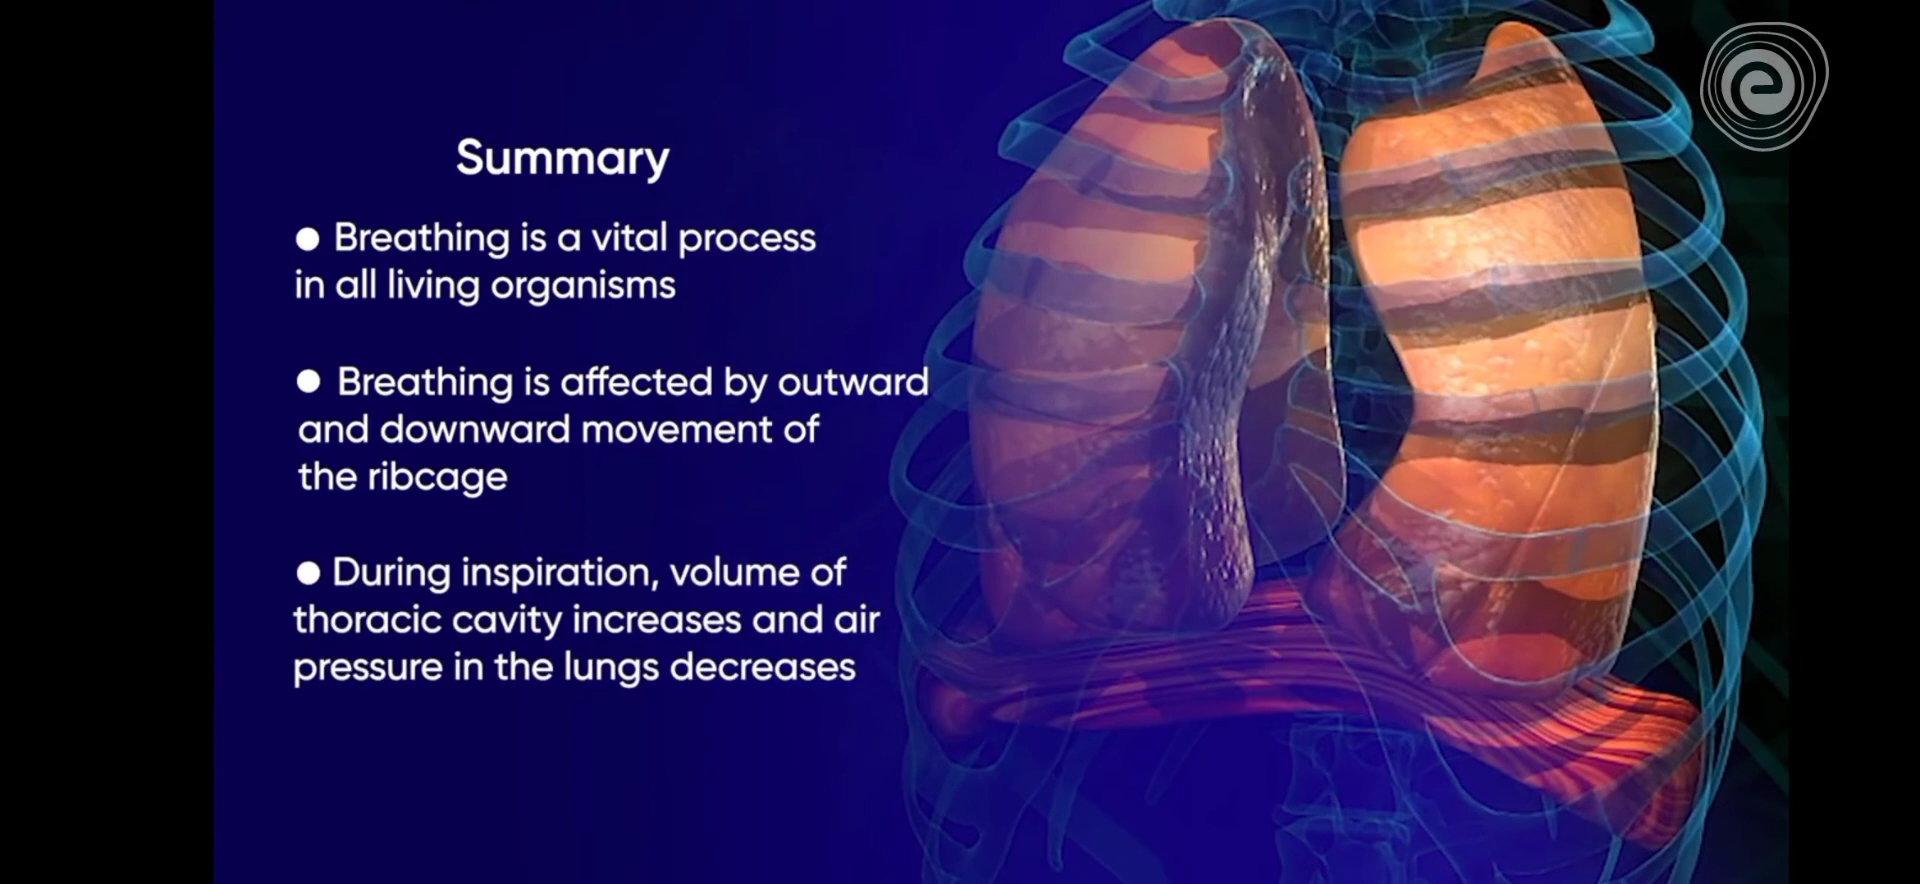 Summary
● Breathing is a vital process
in all living organisms
● Breathing is affected by outward
and downward movement of
the ribcage
● During inspiration, volume of
thoracic cavity increases and air
pressure in the lungs decreases
e